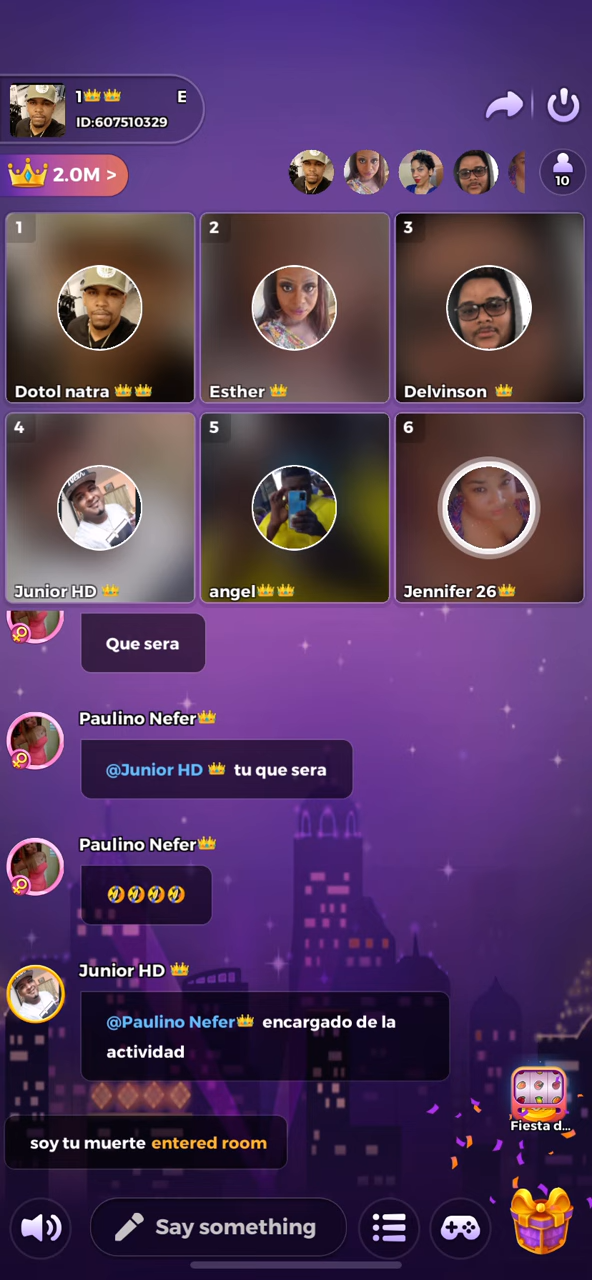 1👑👑 E
ID:607510329
2.0M >
10
1
2
3
Dotol natra 👑👑
Esther 👑
Delvinson 👑
4
5
6
Junior HD 👑
angel👑👑
Jennifer 26👑
Que sera
Paulino Nefer👑
@Junior HD 👑 tu que sera
Paulino Nefer👑
🤣🤣🤣🤣
Junior HD 👑
@Paulino Nefer👑 encargado de la
actividad
Fiesta d...
soy tu muerte entered room
Say something